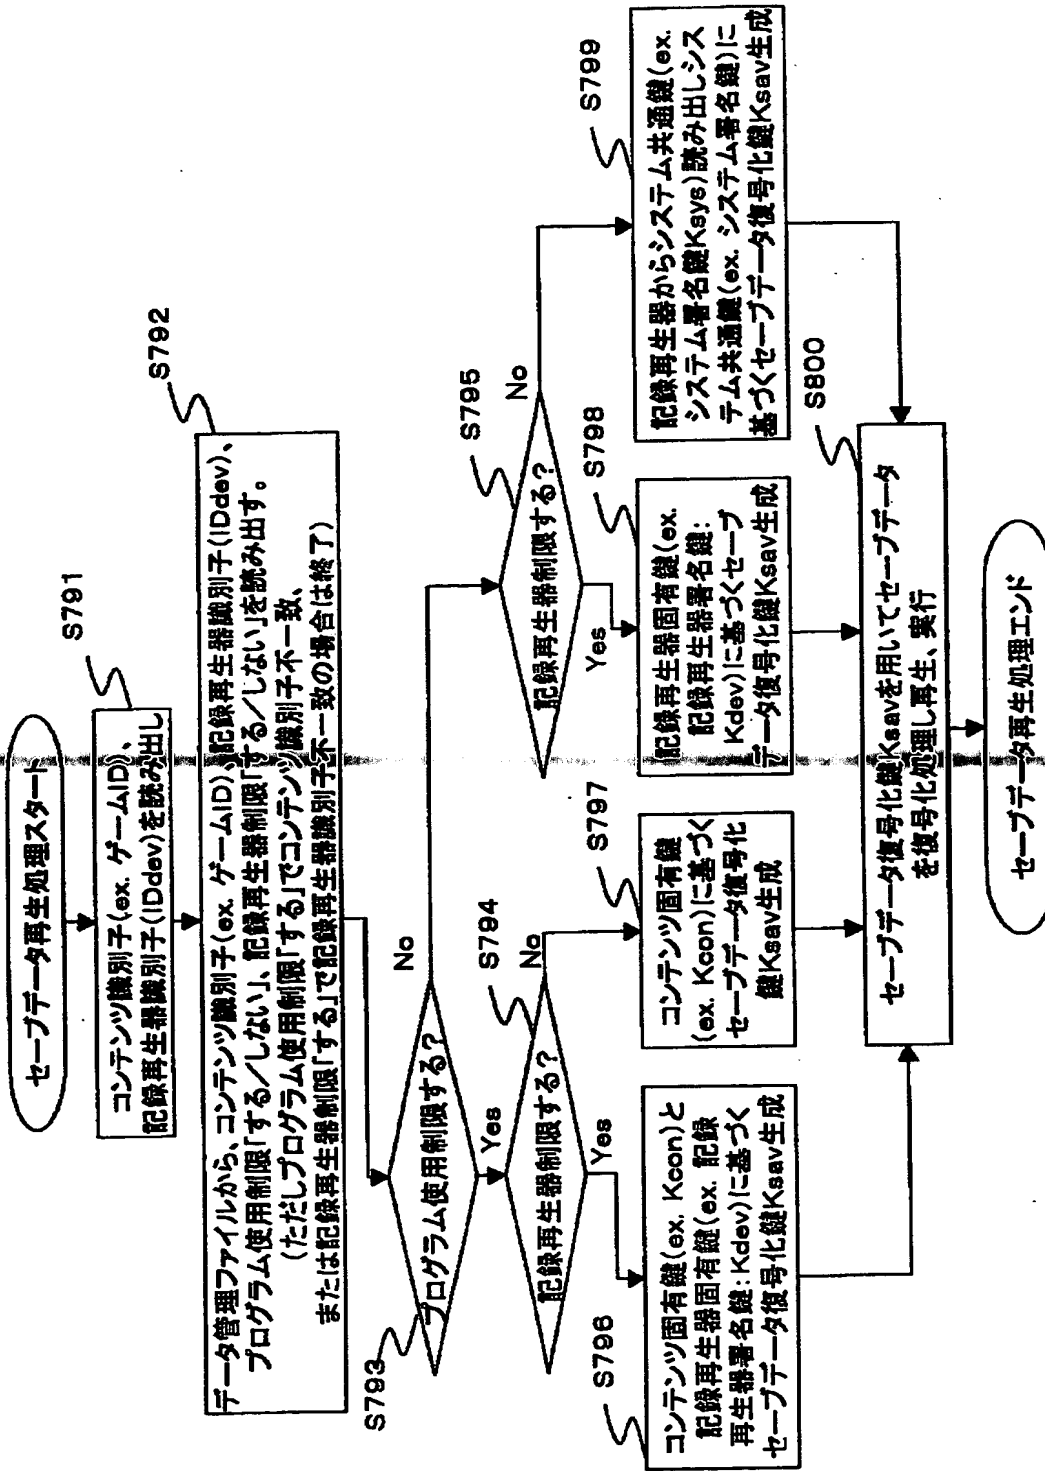 セーブデータ再生処理スタート
S791
コンテンツ識別子(ex. ゲームID)、
記録再生器識別子(IDdev)を読み出し
S792
データ管理ファイルから、コンテンツ識別子(ex. ゲームID)、記録再生器識別子(IDdev)、
プログラム使用制限「する／しない」、記録再生器制限「する／しない」を読み出す。
(ただしプログラム使用制限「する」でコンテンツ識別子不一致、
または記録再生器制限「する」で記録再生器識別子不一致の場合は終了)
S793
プログラム使用制限する?
No
Yes
S794
記録再生器制限する?
No
Yes
S795
記録再生器制限する?
No
Yes
S796
コンテンツ固有鍵(ex. Kcon)と
記録再生器固有鍵(ex. 記録
再生器署名鍵:Kdev)に基づく
セーブデータ復号化鍵Ksav生成
S797
コンテンツ固有鍵
(ex. Kcon)に基づく
セーブデータ復号化
鍵Ksav生成
S798
記録再生器固有鍵(ex.
記録再生器署名鍵:
Kdev)に基づくセーブ
データ復号化鍵Ksav生成
S799
記録再生器からシステム共通鍵(ex.
システム署名鍵Ksys)読み出しシス
テム共通鍵(ex. システム署名鍵)に
基づくセーブデータ復号化鍵Ksav生成
S800
セーブデータ復号化鍵Ksavを用いてセーブデータ
を復号化処理し再生、実行
セーブデータ再生処理エンド